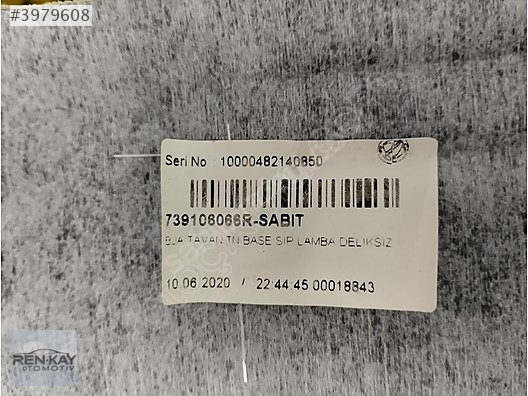 #3979608
Seri No 10000482140850
739106066R-SABIT
BJA TAVAN TN BASE SIP LAMBA DELIKSIZ
10.06.2020 / 22:44:45 00018843
REN-KAY
OTOMOTİV